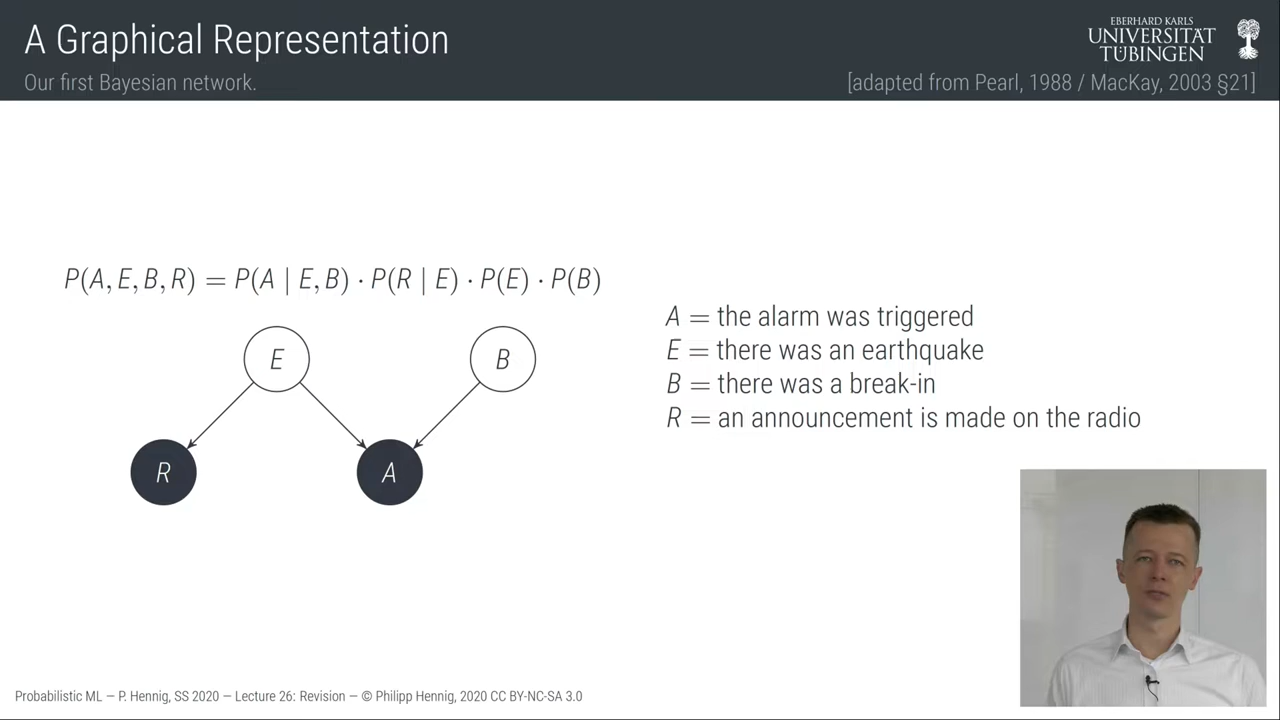 A Graphical Representation
Our first Bayesian network.
EBERHARD KARLS
UNIVERSITÄT
TÜBINGEN
[adapted from Pearl, 1988 / MacKay, 2003 §21]
P(A, E, B, R) = P(A | E, B) · P(R | E) · P(E) · P(B)
E
B
R
A
A = the alarm was triggered
E = there was an earthquake
B = there was a break-in
R = an announcement is made on the radio
Probabilistic ML — P. Hennig, SS 2020 — Lecture 26: Revision — © Philipp Hennig, 2020 CC BY-NC-SA 3.0